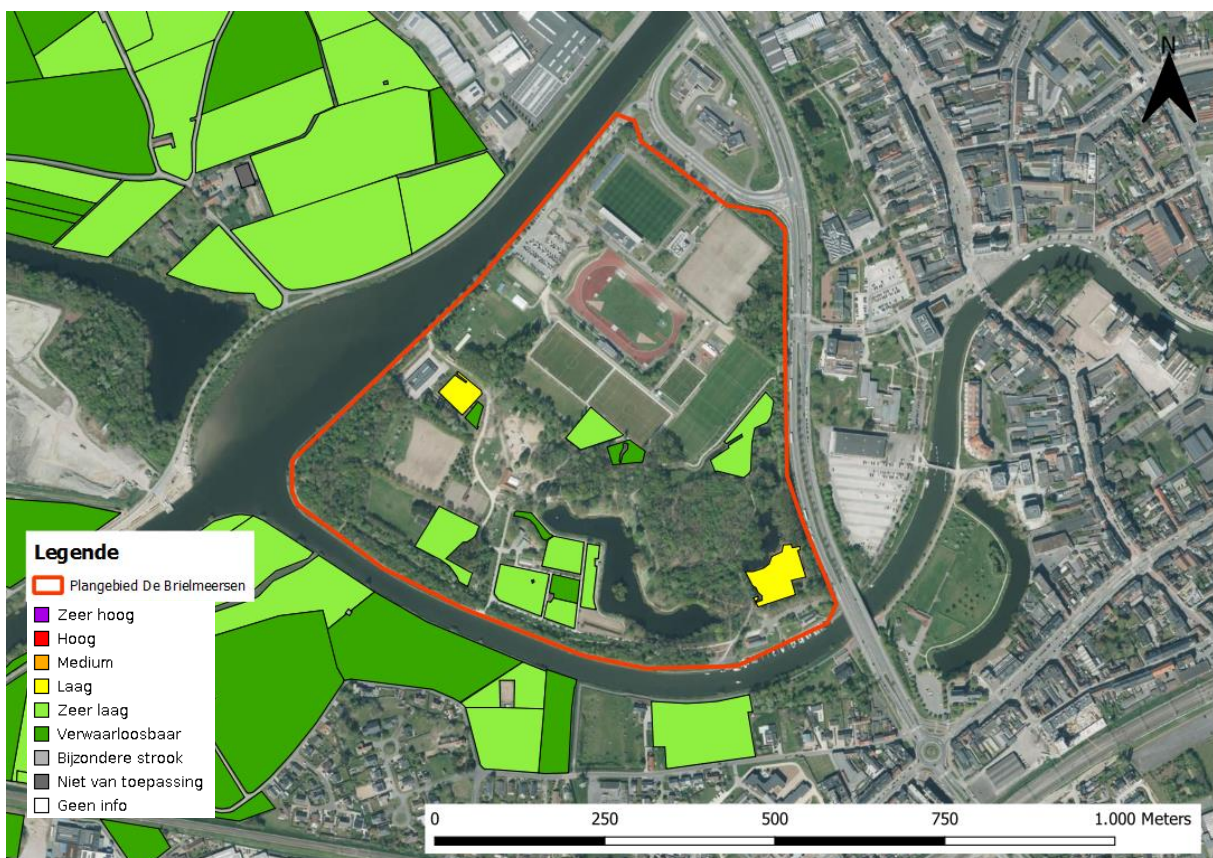 N
Legende
Plangebied De Brielmeersen
Zeer hoog
Hoog
Medium
Laag
Zeer laag
Verwaarloosbaar
Bijzondere strook
Niet van toepassing
Geen info
0 250 500 750 1.000 Meters